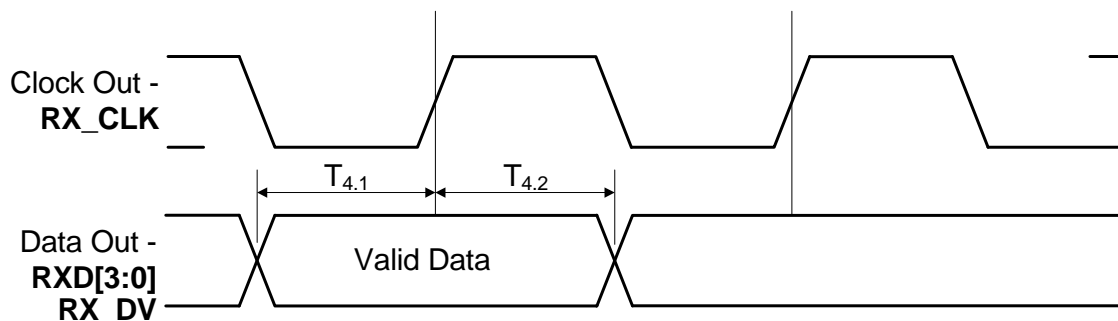 Clock Out -
RX_CLK
T4.1
T4.2
Data Out -
RXD[3:0]
RX_DV
Valid Data